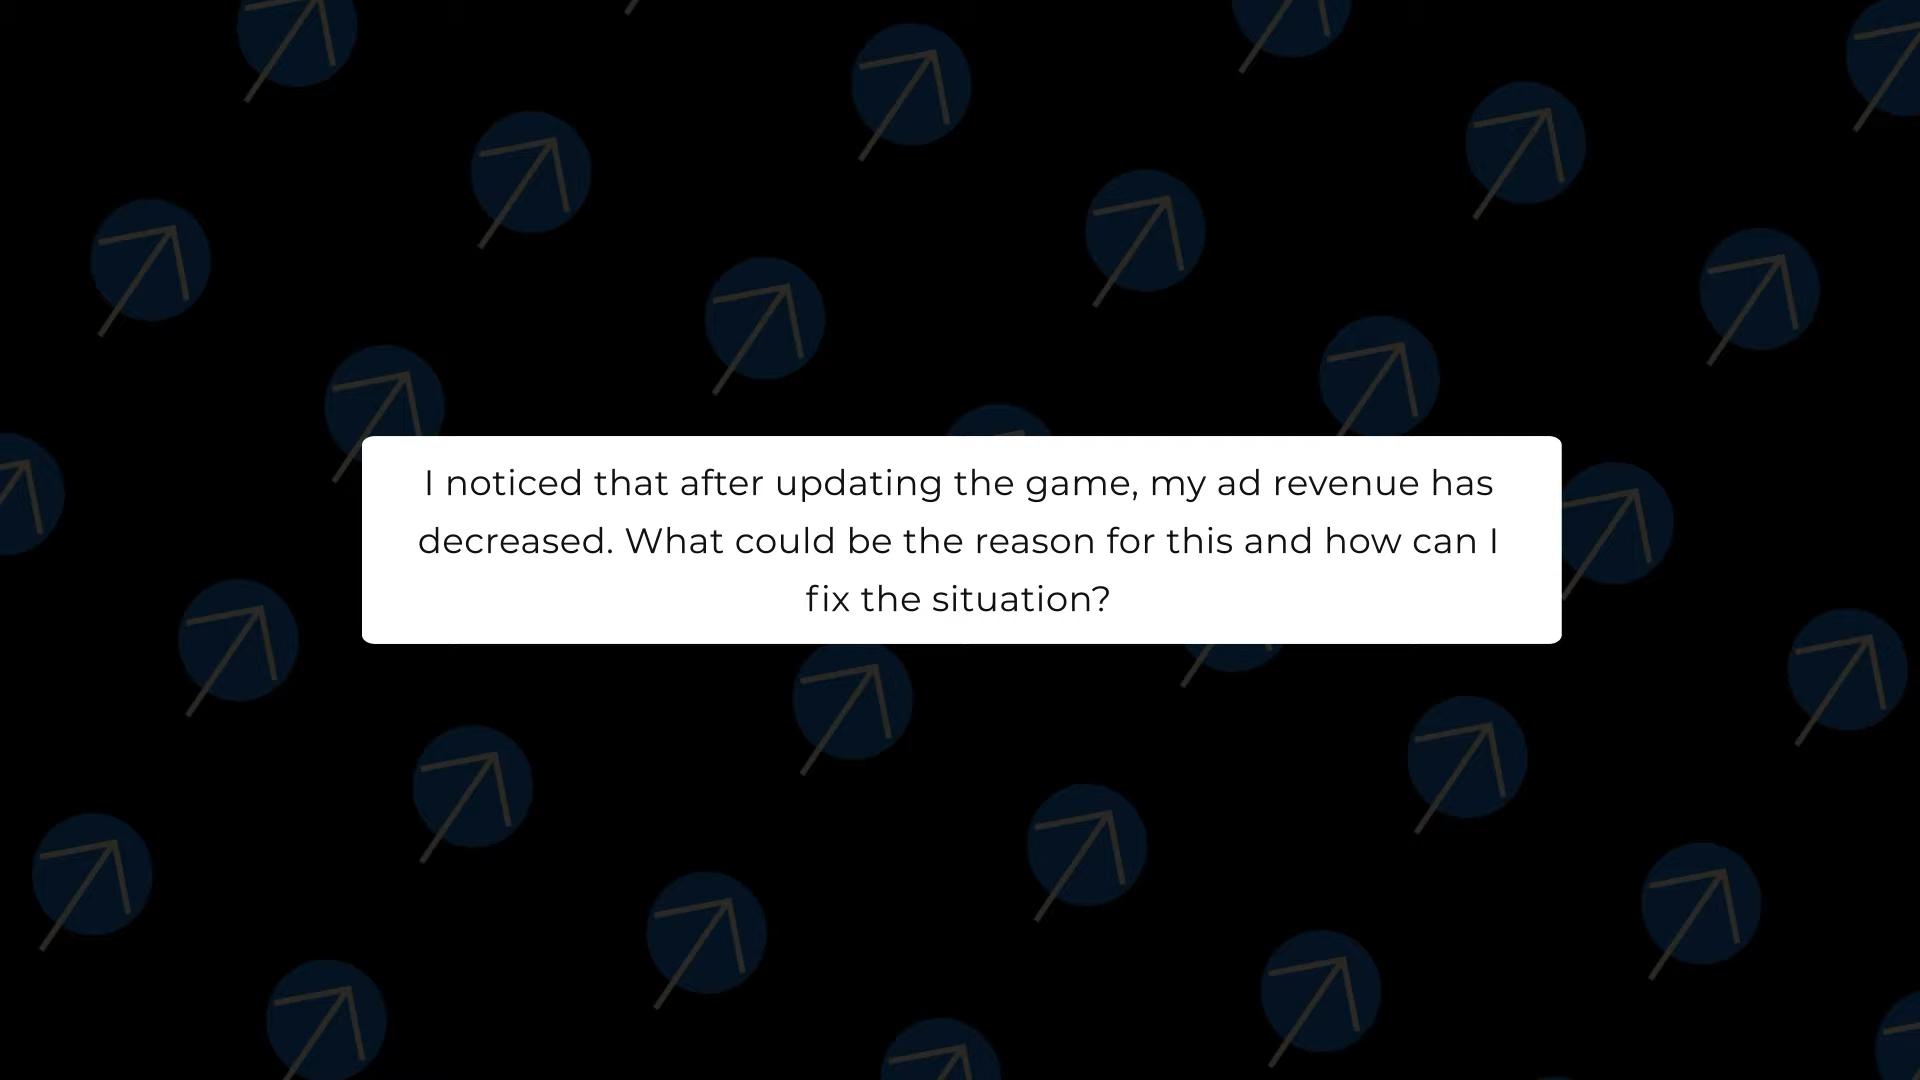 I noticed that after updating the game, my ad revenue has
decreased. What could be the reason for this and how can I
fix the situation?